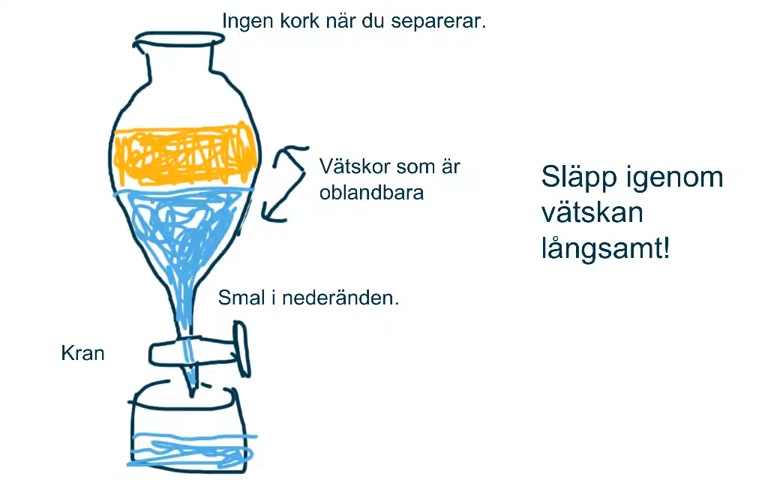 Ingen kork när du separerar.
Vätskor som är
oblandbara
Släpp igenom
vätskan
långsamt!
Smal i nederänden.
Kran